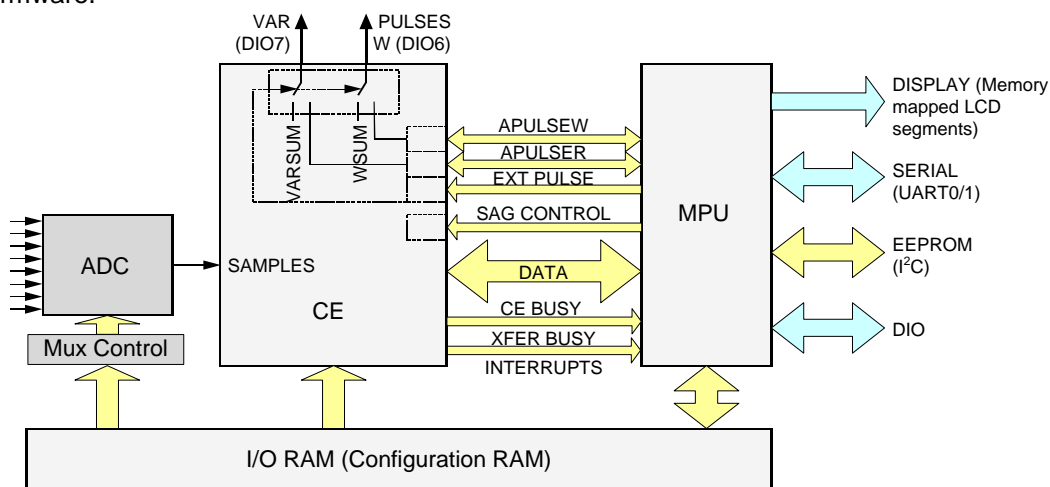 VAR
(DIO7)
PULSES
W (DIO6)
VARSUM
WSUM
APULSEW
APULSER
EXT PULSE
SAG CONTROL
DATA
CE BUSY
XFER BUSY
INTERRUPTS
ADC
SAMPLES
CE
MPU
Mux Control
DISPLAY (Memory
mapped LCD
segments)
SERIAL
(UART0/1)
EEPROM
(I²C)
DIO
I/O RAM (Configuration RAM)